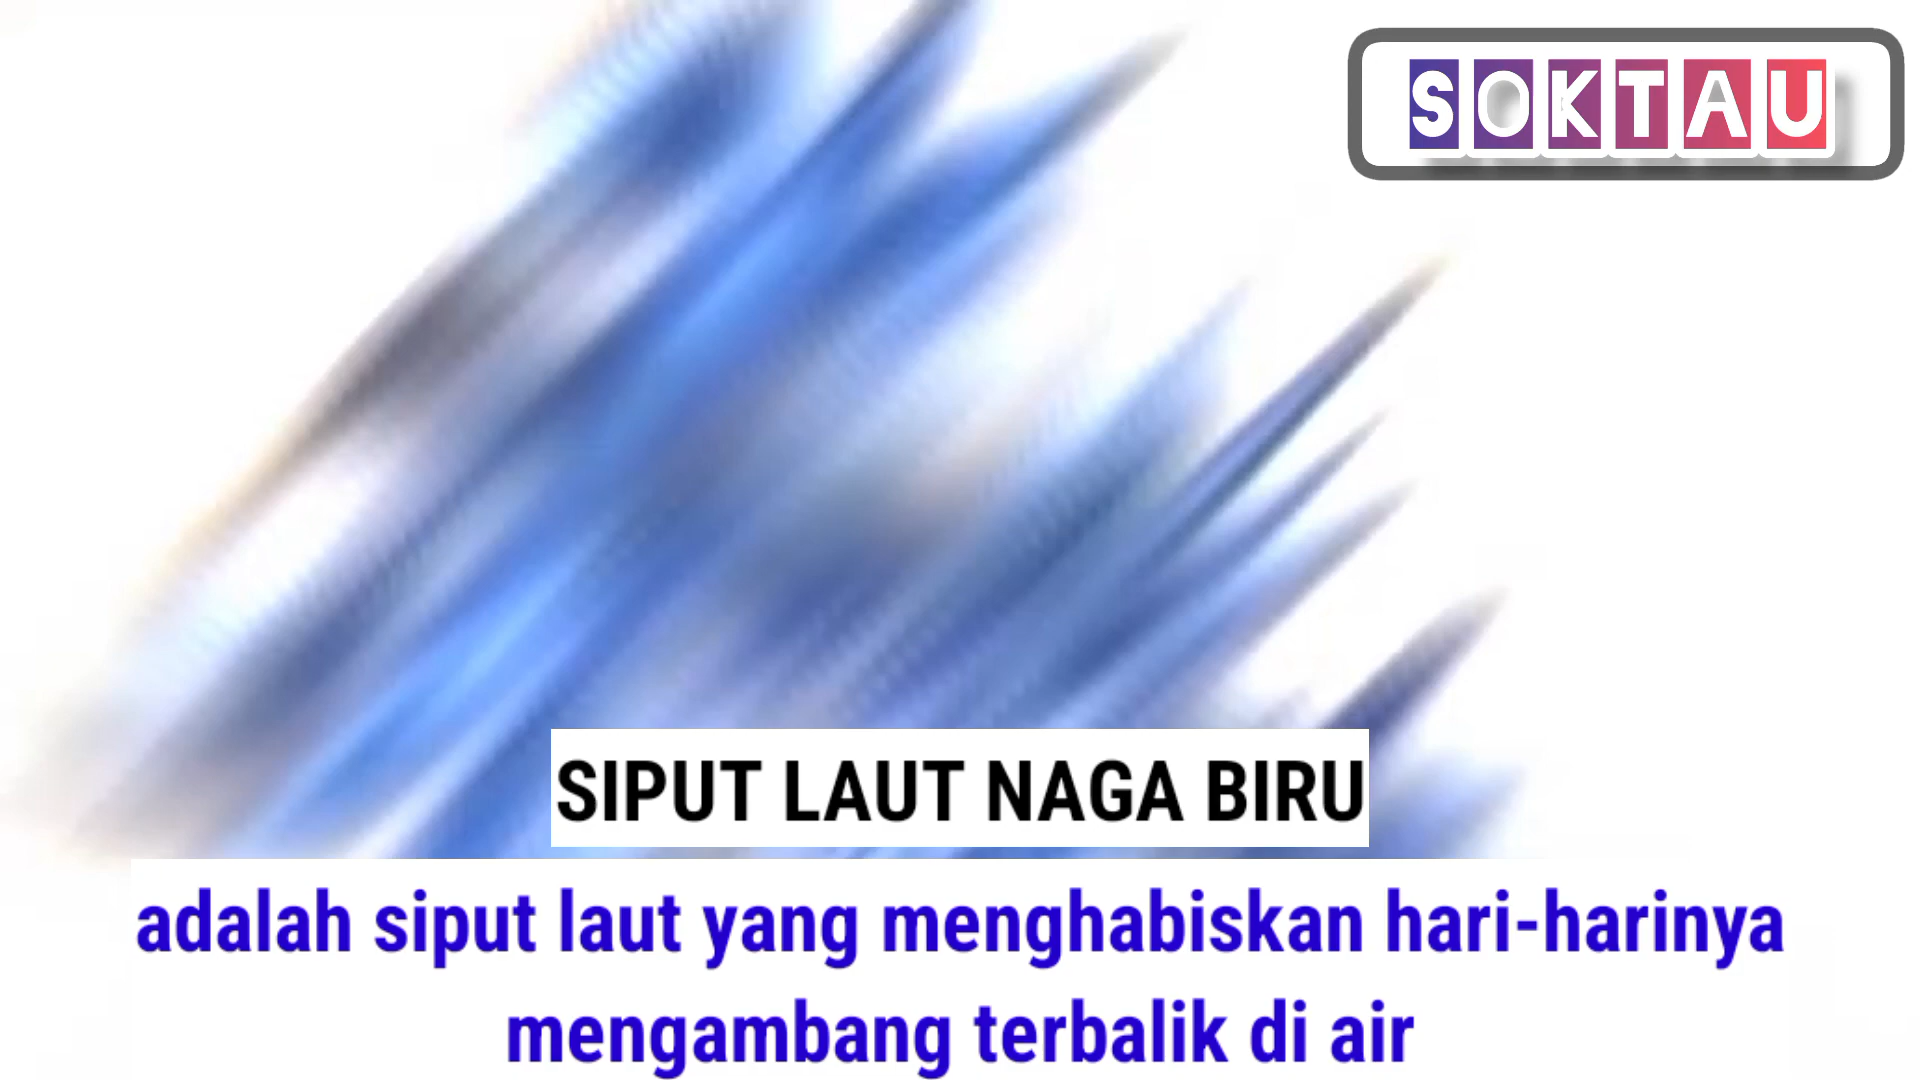 SOKTAU
SIPUT LAUT NAGA BIRU
adalah siput laut yang menghabiskan hari-harinya
mengambang terbalik di air